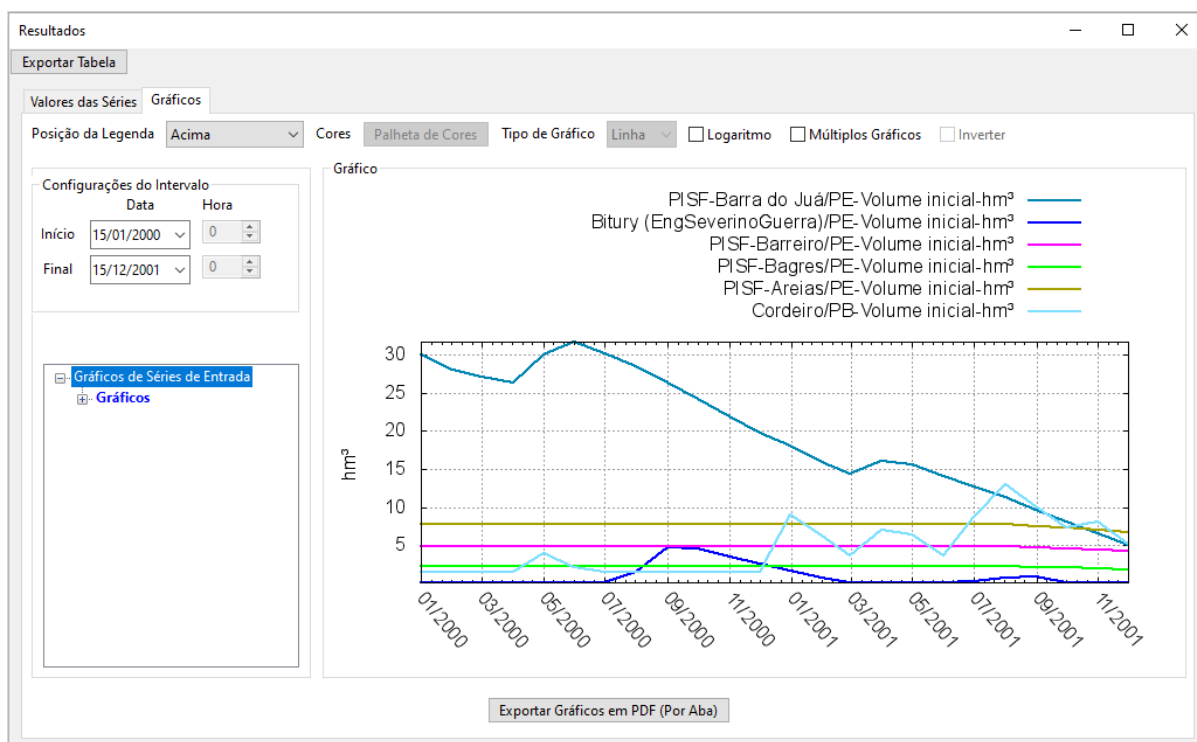 Resultados
Exportar Tabela
Valores das Séries Gráficos
Posição da Legenda Acima Cores Palheta de Cores Tipo de Gráfico Linha Logaritmo Múltiplos Gráficos Inverter
Configurações do Intervalo
Data Hora
Início 15/01/2000 0
Final 15/12/2001 0
Gráficos de Séries de Entrada
Gráficos
Gráfico
PISF-Barra do Juá/PE-Volume inicial-hm³
Bitury (EngSeverinoGuerra)/PE-Volume inicial-hm³
PISF-Barreiro/PE-Volume inicial-hm³
PISF-Bagres/PE-Volume inicial-hm³
PISF-Areias/PE-Volume inicial-hm³
Cordeiro/PB-Volume inicial-hm³
hm³
30
25
20
15
10
5
01/2000 03/2000 05/2000 07/2000 09/2000 11/2000 01/2001 03/2001 05/2001 07/2001 09/2001 11/2001
Exportar Gráficos em PDF (Por Aba)